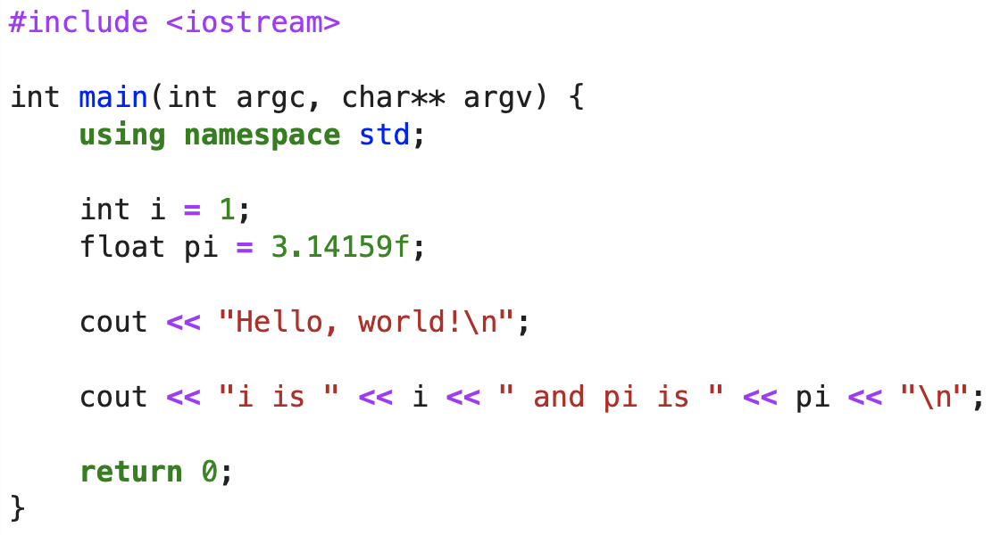 #include <iostream>

int main(int argc, char** argv) {
    using namespace std;

    int i = 1;
    float pi = 3.14159f;

    cout << "Hello, world!\n";

    cout << "i is " << i << " and pi is " << pi << "\n";

    return 0;
}